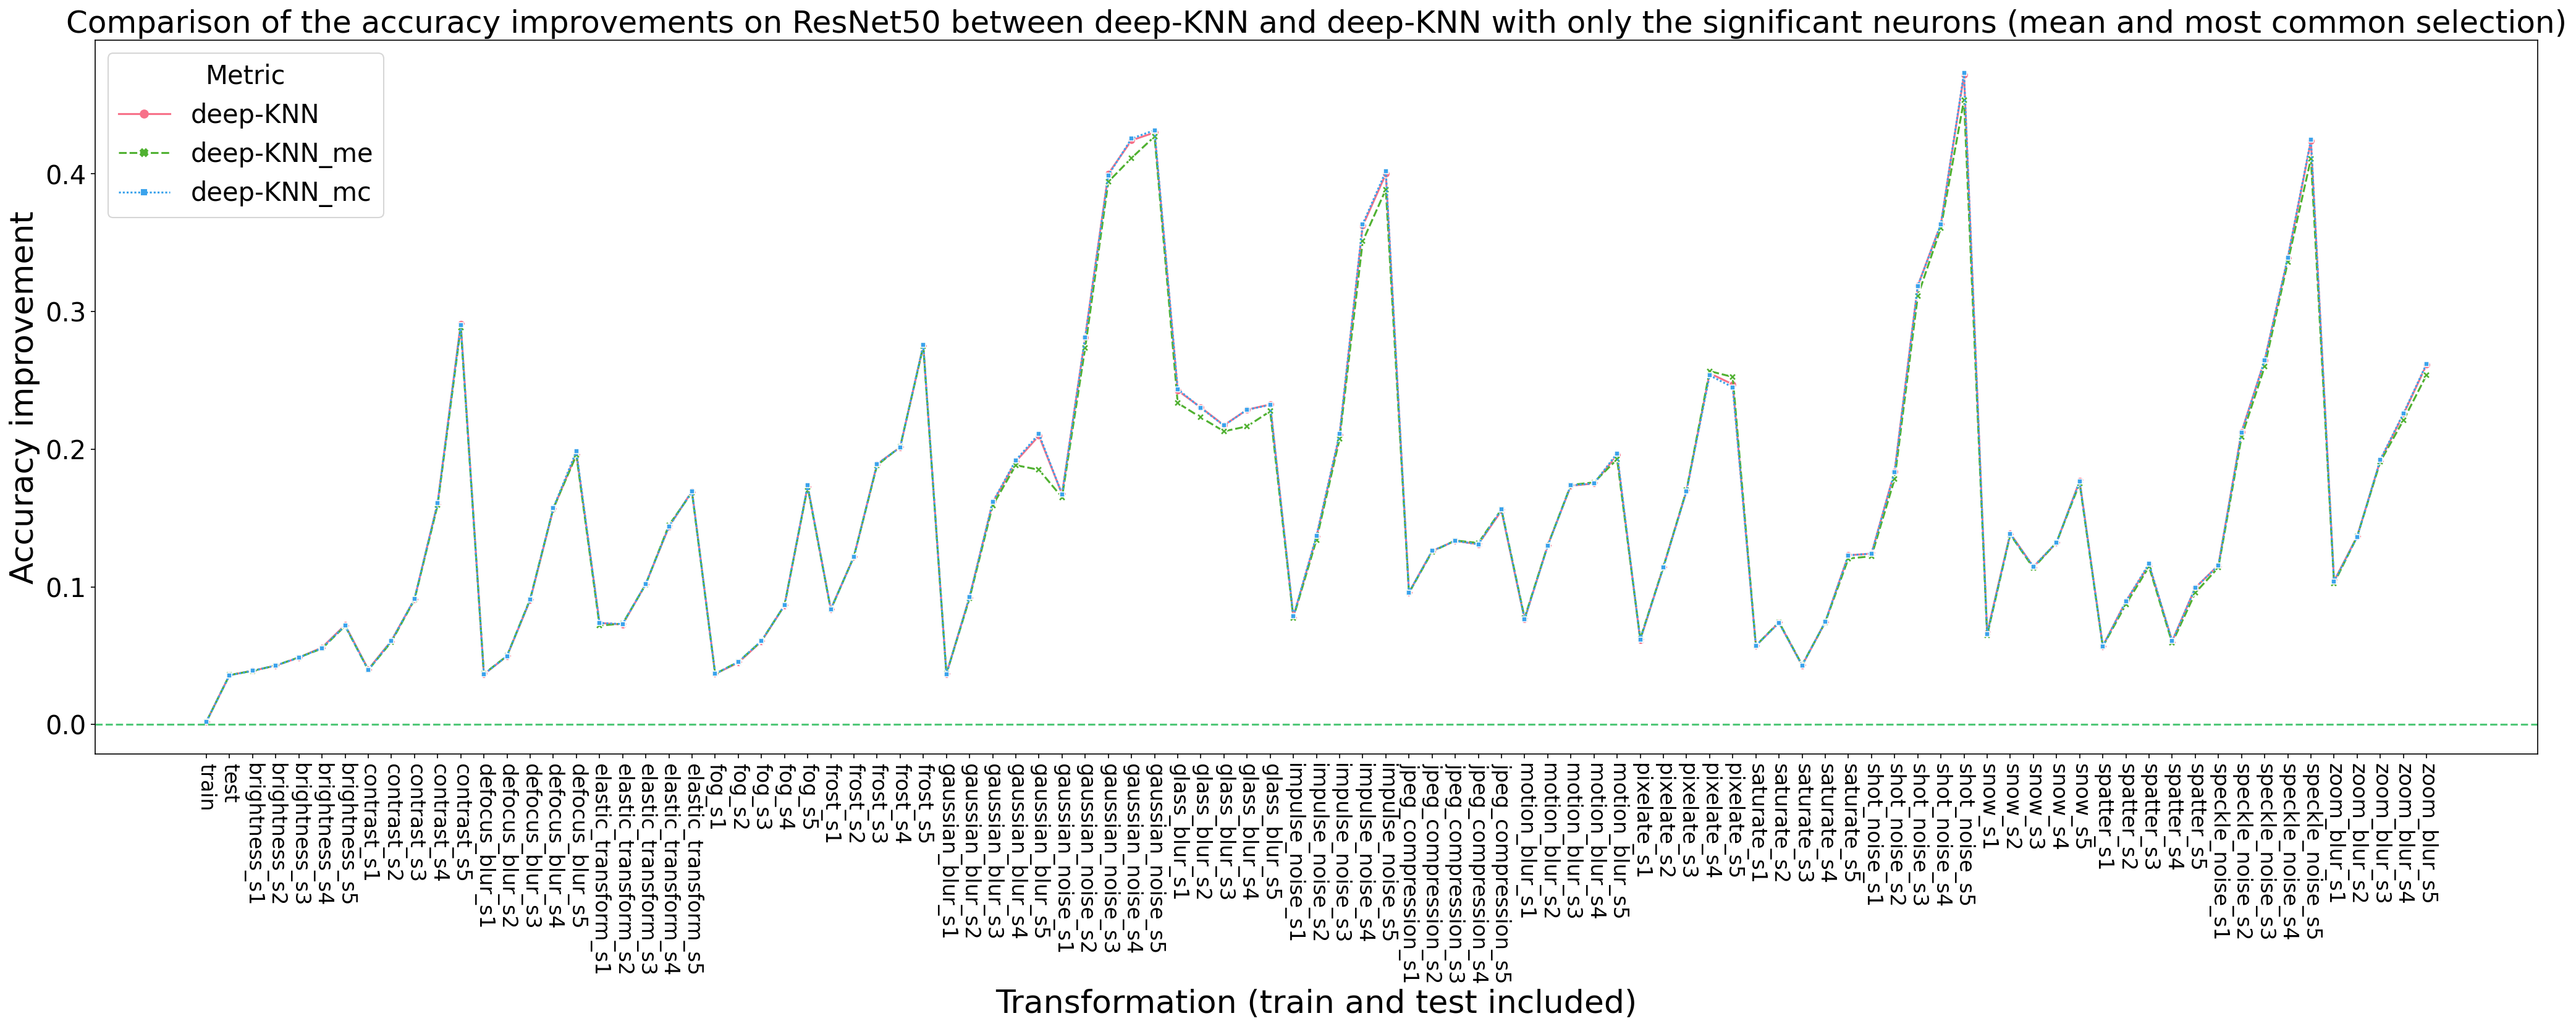 Comparison of the accuracy improvements on ResNet50 between deep-KNN and deep-KNN with only the significant neurons (mean and most common selection)
Metric
deep-KNN
deep-KNN_me
deep-KNN_mc
Accuracy improvement
0.4
0.3
0.2
0.1
0.0
train
test
brightness_s1
brightness_s2
brightness_s3
brightness_s4
brightness_s5
contrast_s1
contrast_s2
contrast_s3
contrast_s4
contrast_s5
defocus_blur_s1
defocus_blur_s2
defocus_blur_s3
defocus_blur_s4
defocus_blur_s5
elastic_transform_s1
elastic_transform_s2
elastic_transform_s3
elastic_transform_s4
elastic_transform_s5
fog_s1
fog_s2
fog_s3
fog_s4
fog_s5
frost_s1
frost_s2
frost_s3
frost_s4
frost_s5
gaussian_blur_s1
gaussian_blur_s2
gaussian_blur_s3
gaussian_blur_s4
gaussian_blur_s5
gaussian_noise_s1
gaussian_noise_s2
gaussian_noise_s3
gaussian_noise_s4
gaussian_noise_s5
glass_blur_s1
glass_blur_s2
glass_blur_s3
glass_blur_s4
glass_blur_s5
impulse_noise_s1
impulse_noise_s2
impulse_noise_s3
impulse_noise_s4
impulse_noise_s5
jpeg_compression_s1
jpeg_compression_s2
jpeg_compression_s3
jpeg_compression_s4
jpeg_compression_s5
motion_blur_s1
motion_blur_s2
motion_blur_s3
motion_blur_s4
motion_blur_s5
pixelate_s1
pixelate_s2
pixelate_s3
pixelate_s4
pixelate_s5
saturate_s1
saturate_s2
saturate_s3
saturate_s4
saturate_s5
shot_noise_s1
shot_noise_s2
shot_noise_s3
shot_noise_s4
shot_noise_s5
snow_s1
snow_s2
snow_s3
snow_s4
snow_s5
spatter_s1
spatter_s2
spatter_s3
spatter_s4
spatter_s5
speckle_noise_s1
speckle_noise_s2
speckle_noise_s3
speckle_noise_s4
speckle_noise_s5
zoom_blur_s1
zoom_blur_s2
zoom_blur_s3
zoom_blur_s4
zoom_blur_s5
Transformation (train and test included)